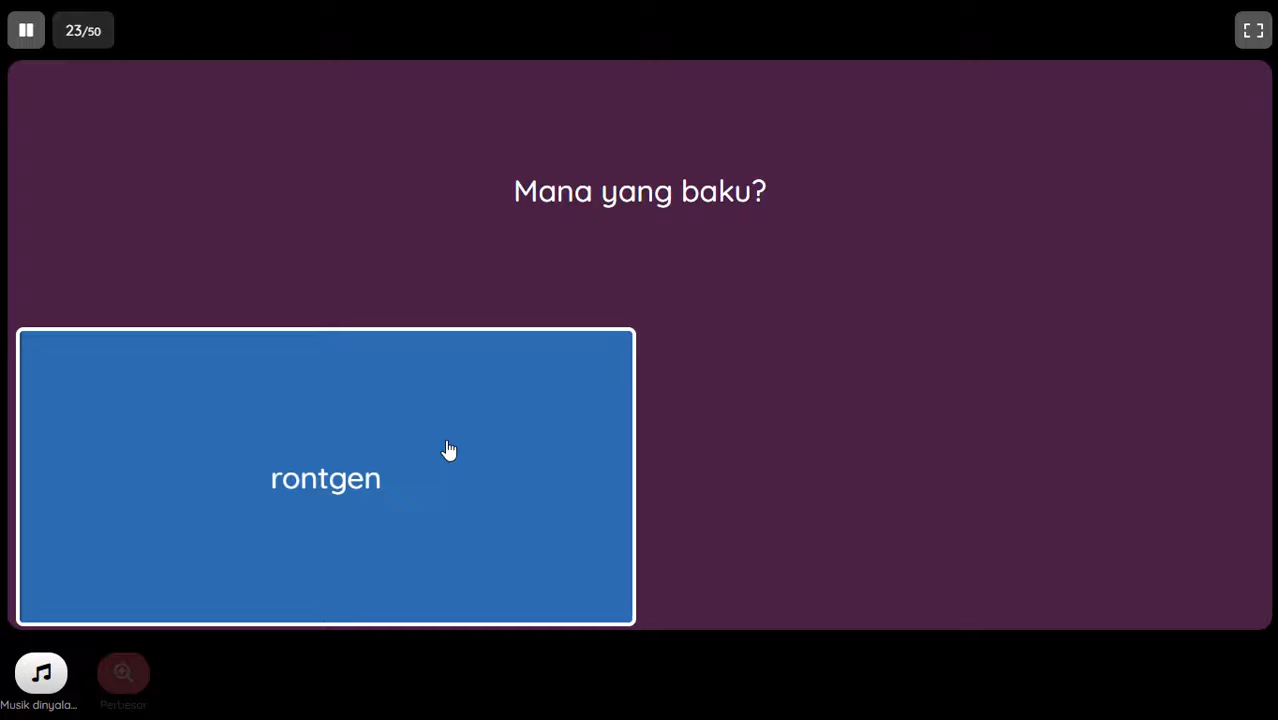 23/50
Mana yang baku?
rontgen
Musik dinyala...
Perbesar